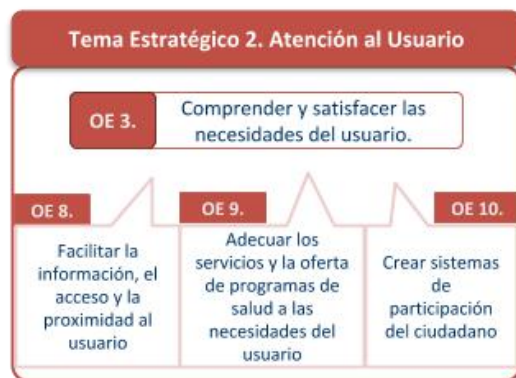 Tema Estratégico 2. Atención al Usuario
OE 3.
Comprender y satisfacer las
necesidades del usuario.
OE 8.
Facilitar la
información, el
acceso y la
proximidad al
usuario
OE 9.
Adecuar los
servicios y la oferta
de programas de
salud a las
necesidades del
usuario
OE 10.
Crear sistemas
de
participación
del ciudadano